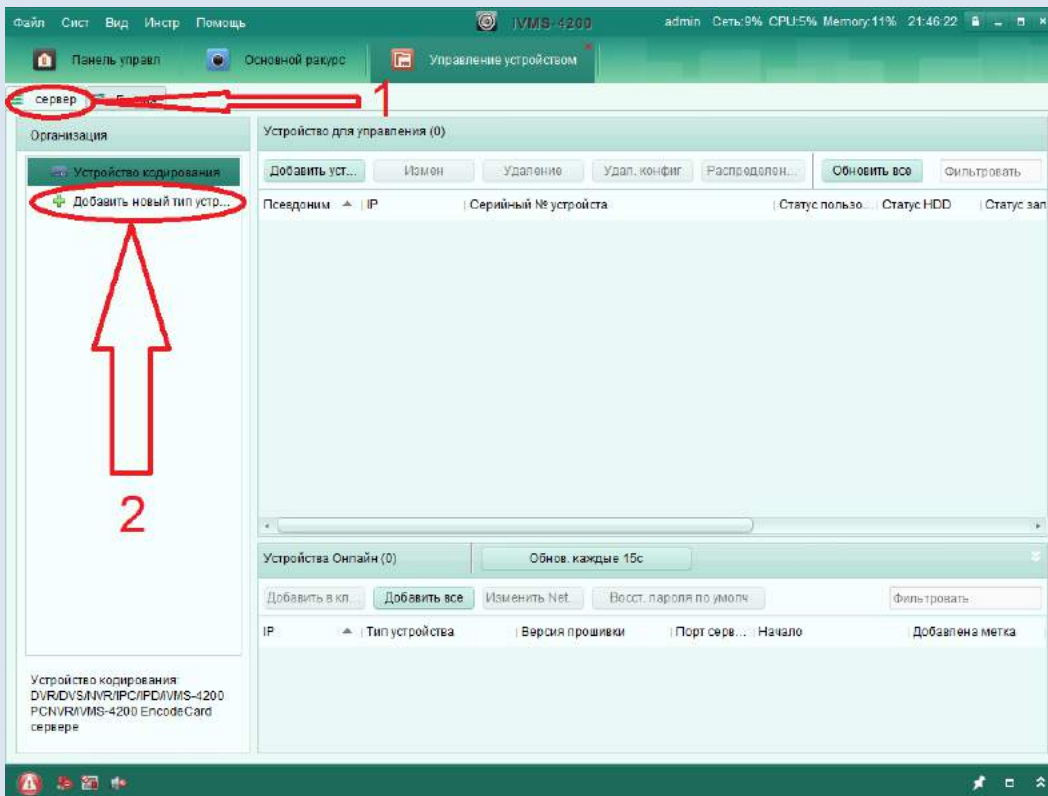 Файл Сист Вид Инстр Помощь
iVMS-4200
admin Сеть:9% CPU:5% Memory:11% 21:46:22
Панель управл
Основной ракурс
Управление устройством
сервер
1
Организация
Устройство кодирования
Добавить новый тип устр...
2
Устройство кодирования:
DVR/DVS/NVR/IPC/IPD/iVMS-4200
PCNVR/iVMS-4200 EncodeCard
сервере
Устройство для управления (0)
Добавить уст... Измен Удаление Удал. конфиг Распределен... Обновить все Фильтровать
Псевдоним IP Серийный № устройста Статус пользо... Статус HDD Статус зап
Устройства Онлайн (0) Обнов. каждые 15с
Добавить в кл... Добавить все Изменить Net... Восст. пароля по умолч Фильтровать
IP Тип устройства Версия прошивки Порт серв... Начало Добавлена метка